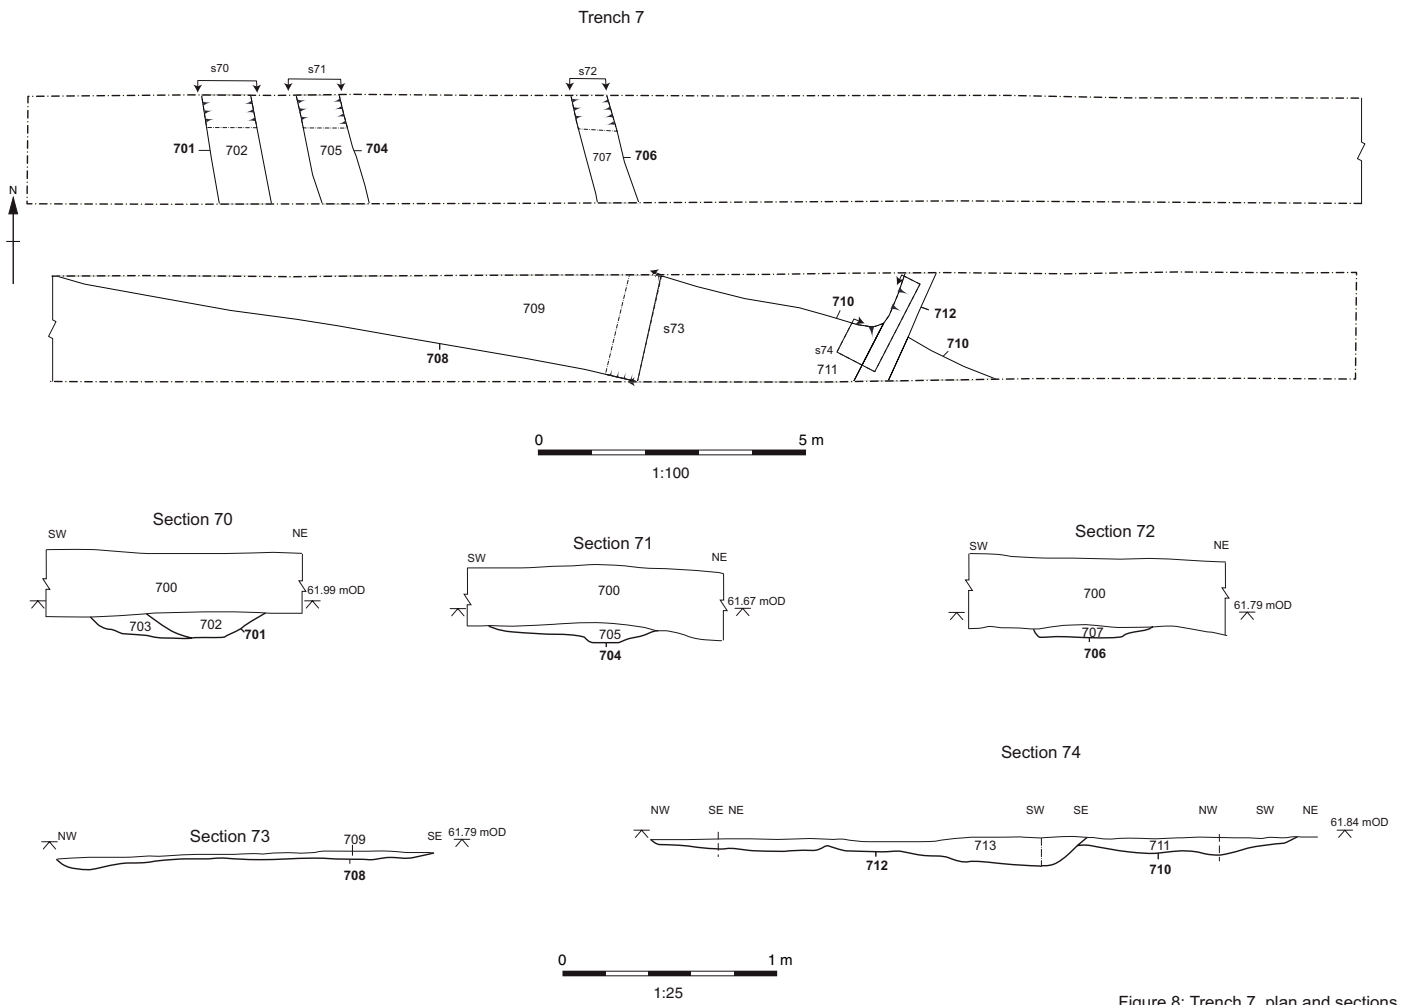 Trench 7
s70 s71 s72
701 702 705 704 707 706
N
709 s73 710 712
708 s74 710
711
0 5 m
1:100
Section 70
SW NE
700
61.99 mOD
703 702 701
Section 71
SW NE
700
61.67 mOD
705
704
Section 72
SW NE
700
61.79 mOD
707
706
Section 73
NW 709 SE 61.79 mOD
708
Section 74
NW SE NE SW SE NW SW NE
61.84 mOD
713 711
712 710
0 1 m
1:25
Figure 8: Trench 7, plan and sections